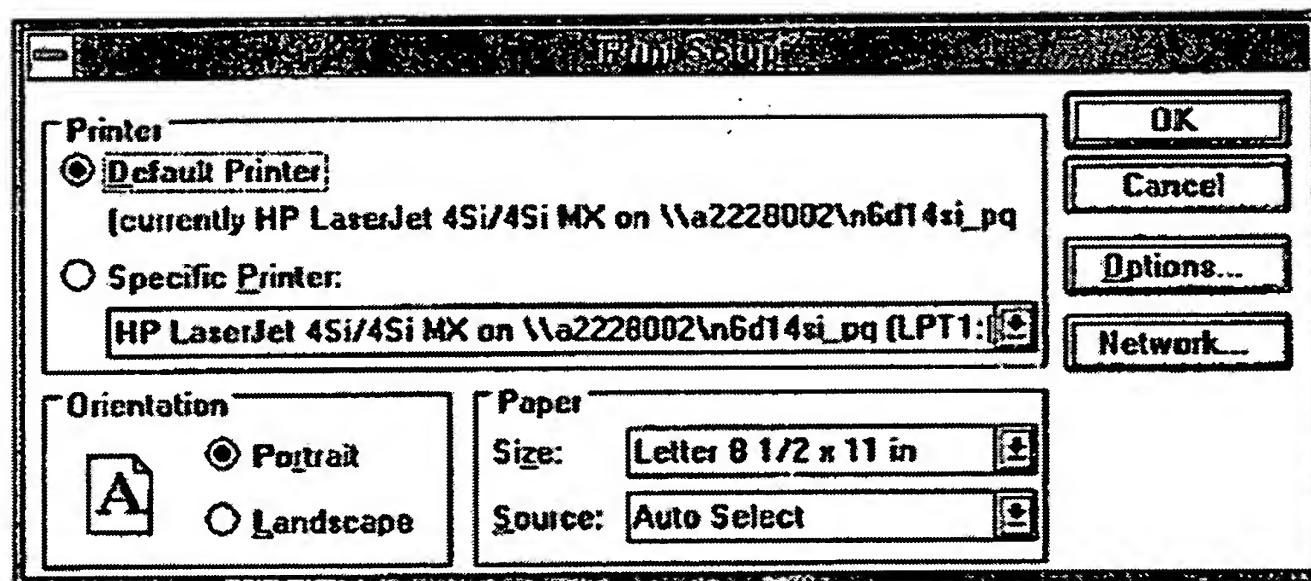 Print Setup
Printer
Default Printer
(currently HP LaserJet 4Si/4Si MX on \\a2228002\n6d14si_pq
Specific Printer:
HP LaserJet 4Si/4Si MX on \\a2228002\n6d14si_pq (LPT1:
OK
Cancel
Options...
Network...
Orientation
A
Portrait
Landscape
Paper
Size:
Letter 8 1/2 x 11 in
Source:
Auto Select